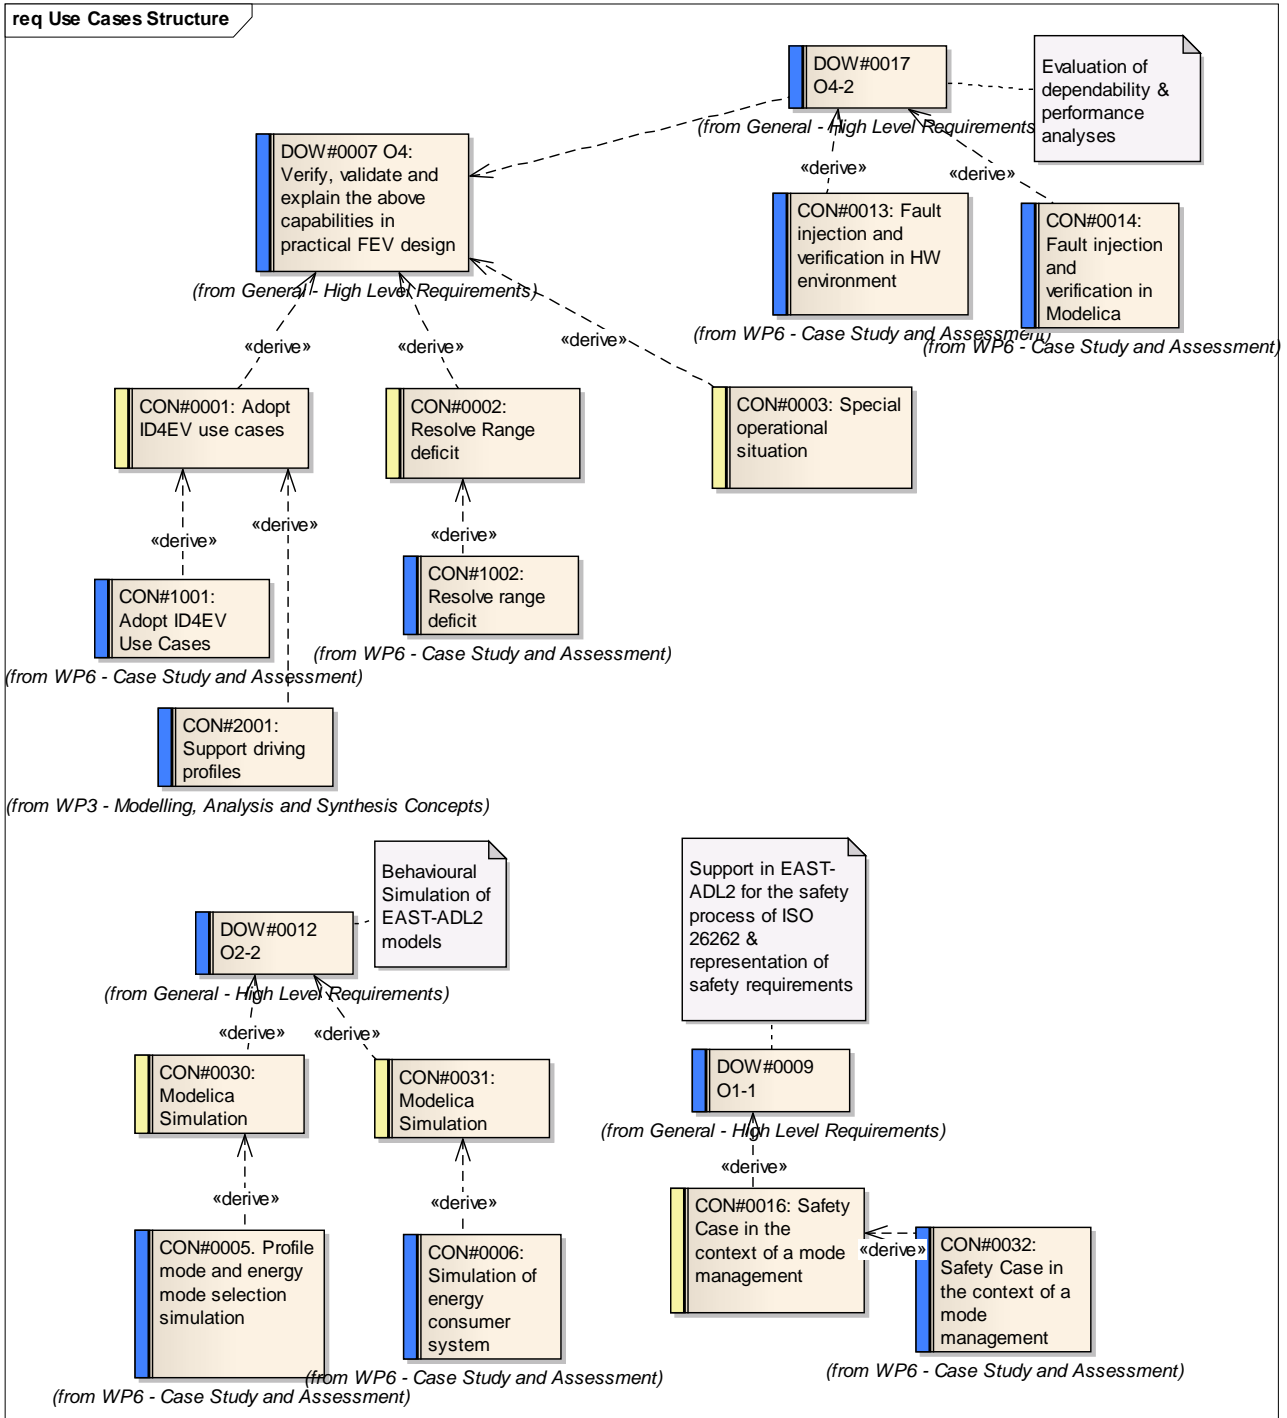 req Use Cases Structure
DOW#0017
O4-2
(from General - High Level Requirements
Evaluation of
dependability &
performance
analyses
DOW#0007 O4:
Verify, validate and
explain the above
capabilities in
practical FEV design
(from General - High Level Requirements)
«derive»
«derive»
CON#0013: Fault
injection and
verification in HW
environment
(from WP6 - Case Study and Assessment)
CON#0014:
Fault injection
and
verification in
Modelica
(from WP6 - Case Study and Assessment)
«derive»
«derive»
«derive»
CON#0001: Adopt
ID4EV use cases
CON#0002:
Resolve Range
deficit
CON#0003: Special
operational
situation
«derive»
«derive»
«derive»
CON#1001:
Adopt ID4EV
Use Cases
(from WP6 - Case Study and Assessment)
CON#1002:
Resolve range
deficit
(from WP6 - Case Study and Assessment)
CON#2001:
Support driving
profiles
(from WP3 - Modelling, Analysis and Synthesis Concepts)
DOW#0012
O2-2
(from General - High Level Requirements)
Behavioural
Simulation of
EAST-ADL2
models
«derive»
«derive»
CON#0030:
Modelica
Simulation
CON#0031:
Modelica
Simulation
«derive»
«derive»
CON#0005. Profile
mode and energy
mode selection
simulation
(from WP6 - Case Study and Assessment)
CON#0006:
Simulation of
energy
consumer
system
(from WP6 - Case Study and Assessment)
Support in EAST-
ADL2 for the safety
process of ISO
26262 &
representation of
safety requirements
DOW#0009
O1-1
(from General - High Level Requirements)
«derive»
CON#0016: Safety
Case in the
context of a mode
management
«derive»
CON#0032:
Safety Case in
the context of a
mode
management
(from WP6 - Case Study and Assessment)